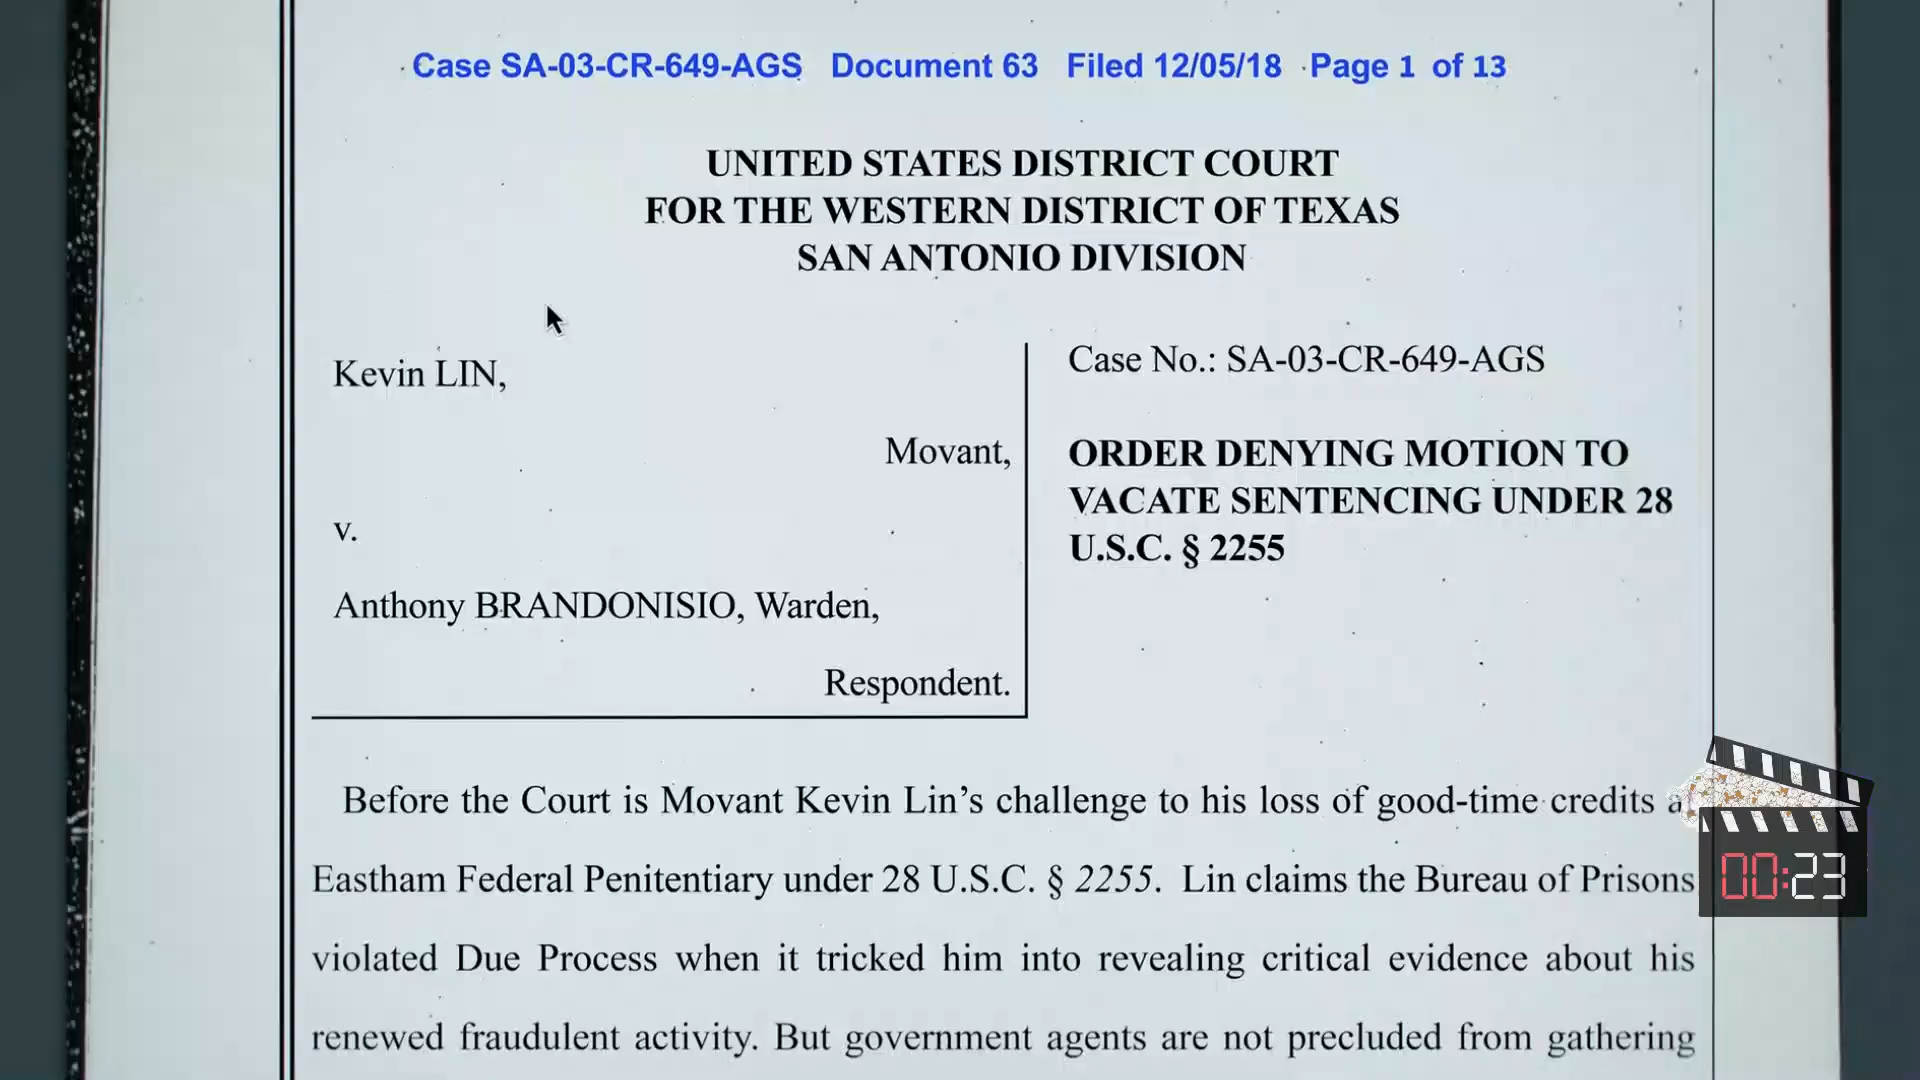 Case SA-03-CR-649-AGS Document 63 Filed 12/05/18 Page 1 of 13
UNITED STATES DISTRICT COURT
FOR THE WESTERN DISTRICT OF TEXAS
SAN ANTONIO DIVISION
Kevin LIN,
Movant,
v.
Anthony BRANDONISIO, Warden,
Respondent.
Case No.: SA-03-CR-649-AGS
ORDER DENYING MOTION TO
VACATE SENTENCING UNDER 28
U.S.C. § 2255
Before the Court is Movant Kevin Lin's challenge to his loss of good-time credits
Eastham Federal Penitentiary under 28 U.S.C. § 2255. Lin claims the Bureau of Prisons
violated Due Process when it tricked him into revealing critical evidence about his
renewed fraudulent activity. But government agents are not precluded from gathering
00:23